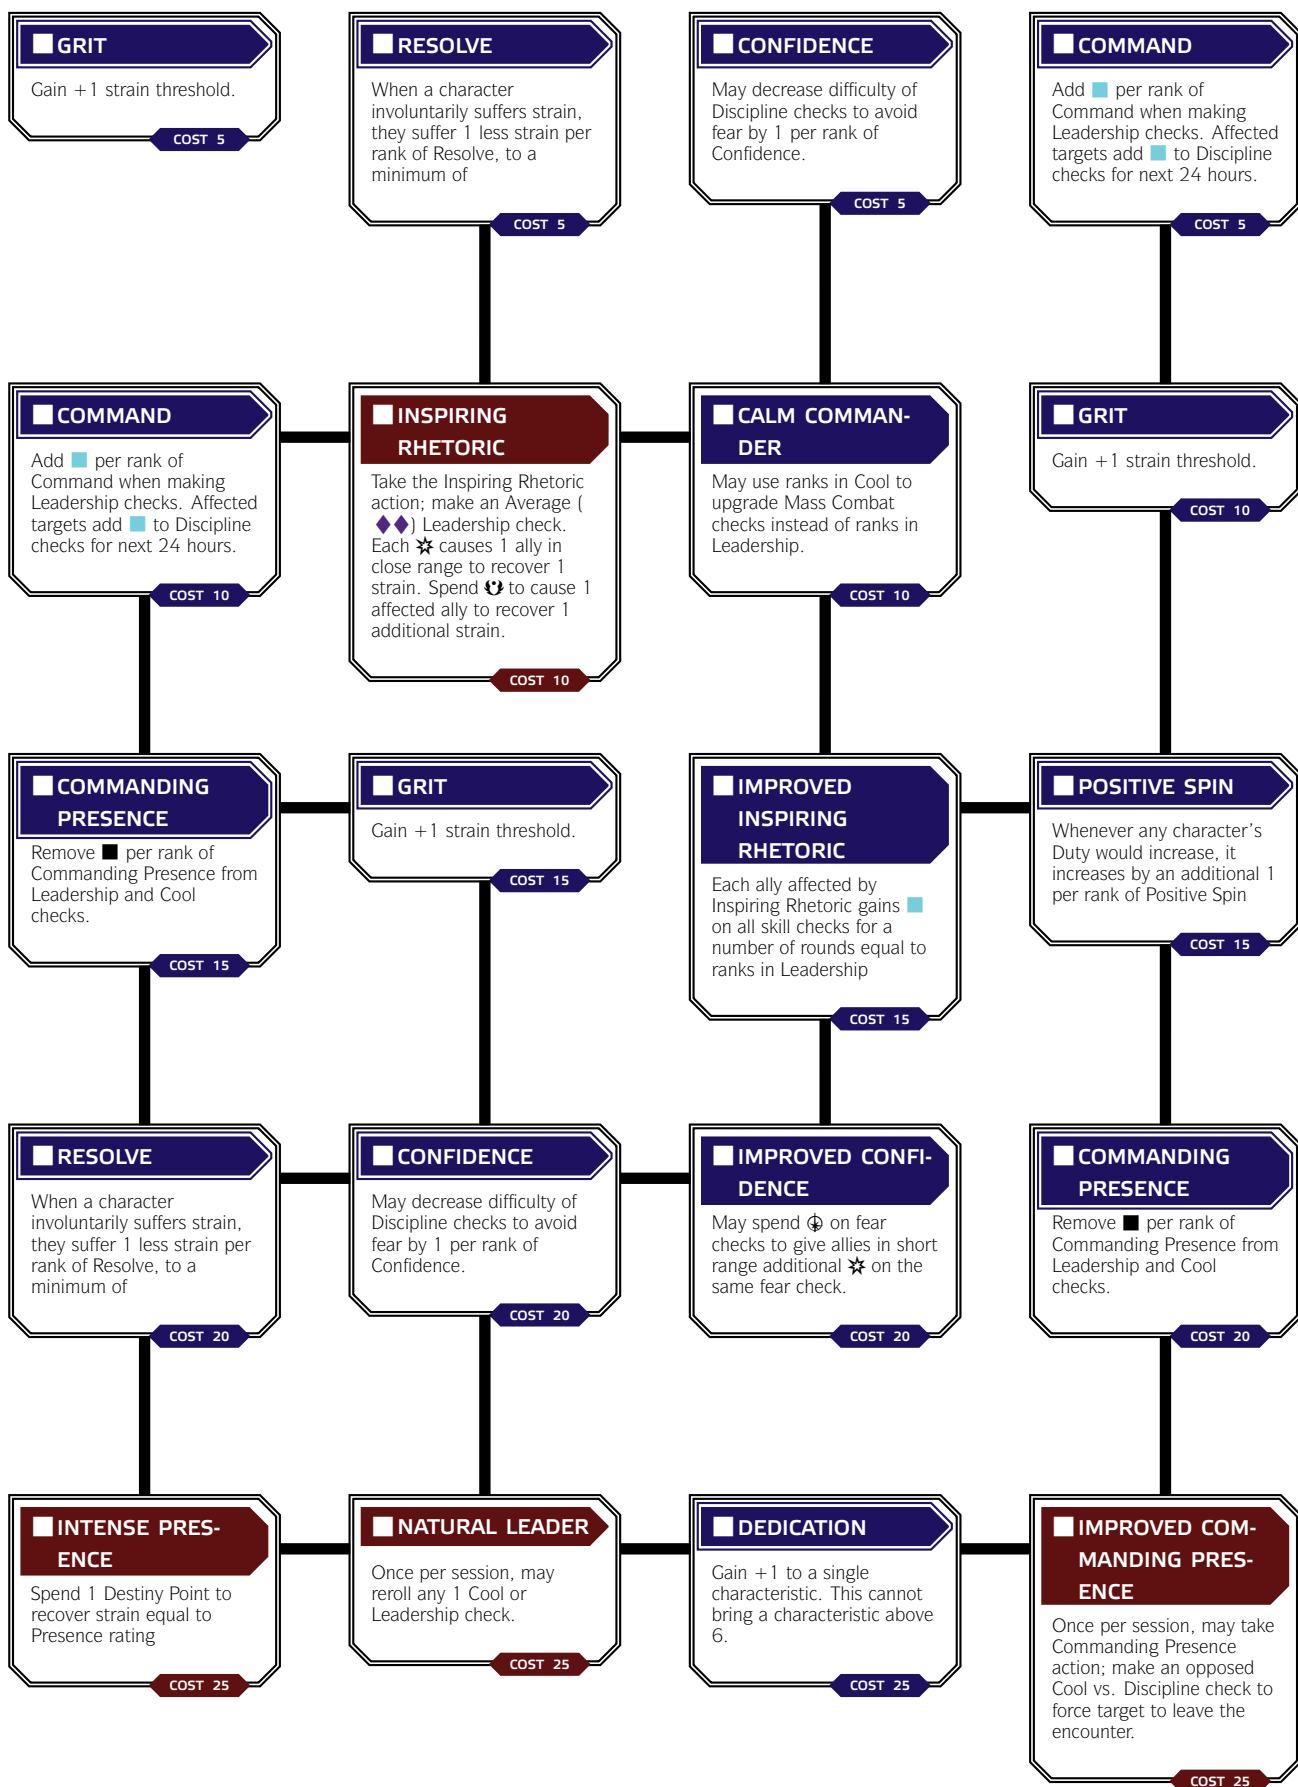 GRIT
Gain +1 strain threshold.
COST 5
RESOLVE
When a character
involuntarily suffers strain,
they suffer 1 less strain per
rank of Resolve, to a
minimum of
COST 5
CONFIDENCE
May decrease difficulty of
Discipline checks to avoid
fear by 1 per rank of
Confidence.
COST 5
COMMAND
Add per rank of
Command when making
Leadership checks. Affected
targets add to Discipline
checks for next 24 hours.
COST 5
COMMAND
Add per rank of
Command when making
Leadership checks. Affected
targets add to Discipline
checks for next 24 hours.
COST 10
INSPIRING
RHETORIC
Take the Inspiring Rhetoric
action; make an Average (
) Leadership check.
Each causes 1 ally in
close range to recover 1
strain. Spend to cause 1
affected ally to recover 1
additional strain.
COST 10
CALM COMMAN-
DER
May use ranks in Cool to
upgrade Mass Combat
checks instead of ranks in
Leadership.
COST 10
GRIT
Gain +1 strain threshold.
COST 10
COMMANDING
PRESENCE
Remove per rank of
Commanding Presence from
Leadership and Cool
checks.
COST 15
GRIT
Gain +1 strain threshold.
COST 15
IMPROVED
INSPIRING
RHETORIC
Each ally affected by
Inspiring Rhetoric gains
on all skill checks for a
number of rounds equal to
ranks in Leadership
COST 15
POSITIVE SPIN
Whenever any character's
Duty would increase, it
increases by an additional 1
per rank of Positive Spin
COST 15
RESOLVE
When a character
involuntarily suffers strain,
they suffer 1 less strain per
rank of Resolve, to a
minimum of
COST 20
CONFIDENCE
May decrease difficulty of
Discipline checks to avoid
fear by 1 per rank of
Confidence.
COST 20
IMPROVED CONFI-
DENCE
May spend on fear
checks to give allies in short
range additional on the
same fear check.
COST 20
COMMANDING
PRESENCE
Remove per rank of
Commanding Presence from
Leadership and Cool
checks.
COST 20
INTENSE PRES-
ENCE
Spend 1 Destiny Point to
recover strain equal to
Presence rating
COST 25
NATURAL LEADER
Once per session, may
reroll any 1 Cool or
Leadership check.
COST 25
DEDICATION
Gain +1 to a single
characteristic. This cannot
bring a characteristic above
6.
COST 25
IMPROVED COM-
MANDING PRES-
ENCE
Once per session, may take
Commanding Presence
action; make an opposed
Cool vs. Discipline check to
force target to leave the
encounter.
COST 25